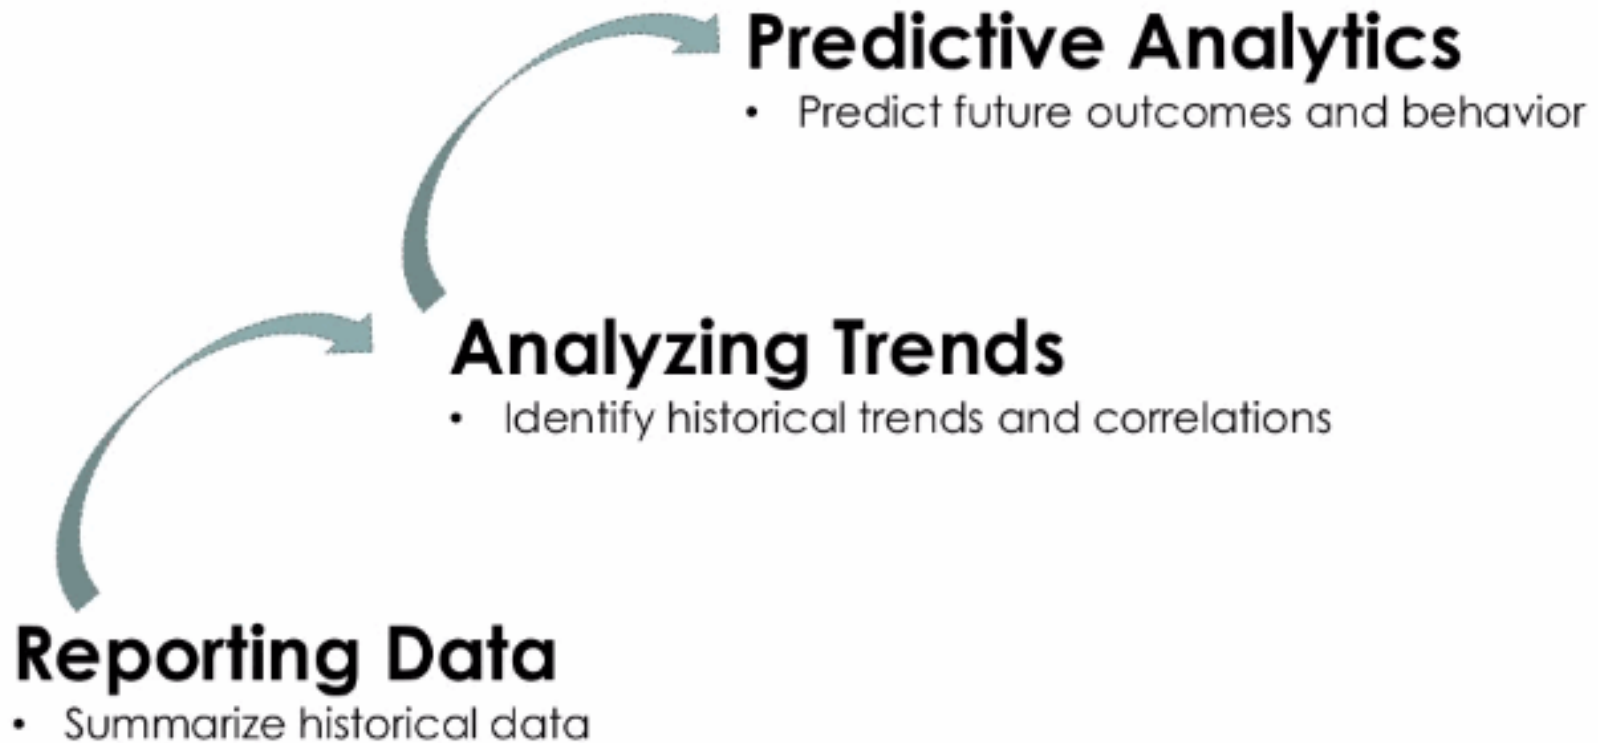 Predictive Analytics
• Predict future outcomes and behavior
Analyzing Trends
• Identify historical trends and correlations
Reporting Data
• Summarize historical data